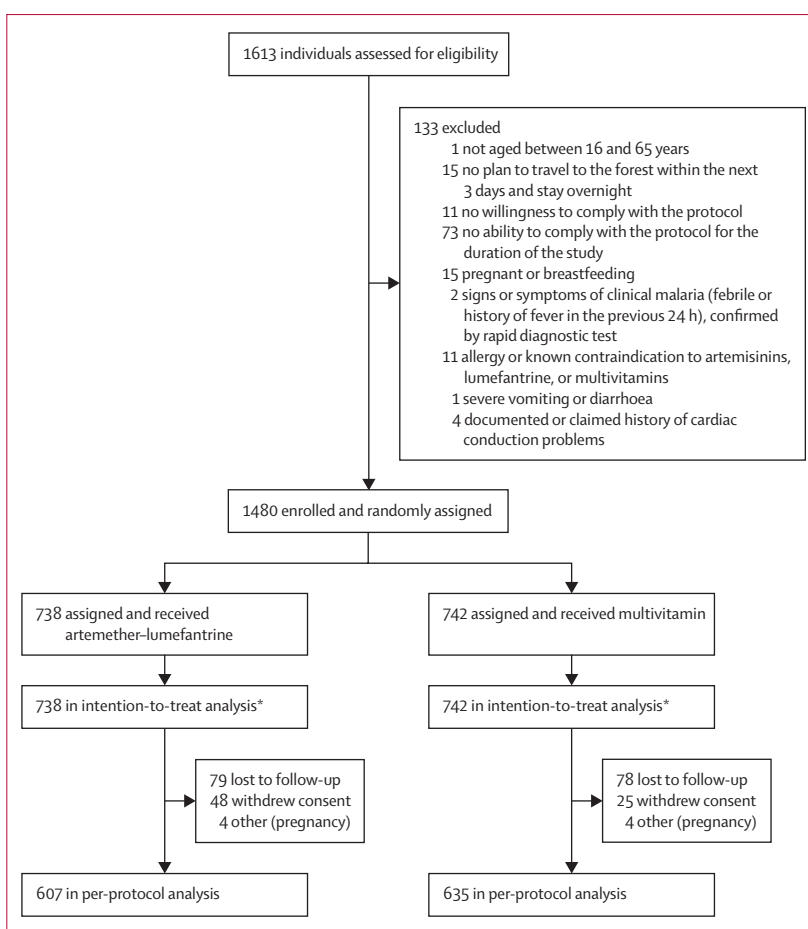 1613 individuals assessed for eligibility
133 excluded
1 not aged between 16 and 65 years
15 no plan to travel to the forest within the next
3 days and stay overnight
11 no willingness to comply with the protocol
73 no ability to comply with the protocol for the
duration of the study
15 pregnant or breastfeeding
2 signs or symptoms of clinical malaria (febrile or
history of fever in the previous 24 h), confirmed
by rapid diagnostic test
11 allergy or known contraindication to artemisinins,
lumefantrine, or multivitamins
1 severe vomiting or diarrhoea
4 documented or claimed history of cardiac
conduction problems
1480 enrolled and randomly assigned
738 assigned and received
artemether–lumefantrine
742 assigned and received multivitamin
738 in intention-to-treat analysis*
742 in intention-to-treat analysis*
79 lost to follow-up
48 withdrew consent
4 other (pregnancy)
78 lost to follow-up
25 withdrew consent
4 other (pregnancy)
607 in per-protocol analysis
635 in per-protocol analysis